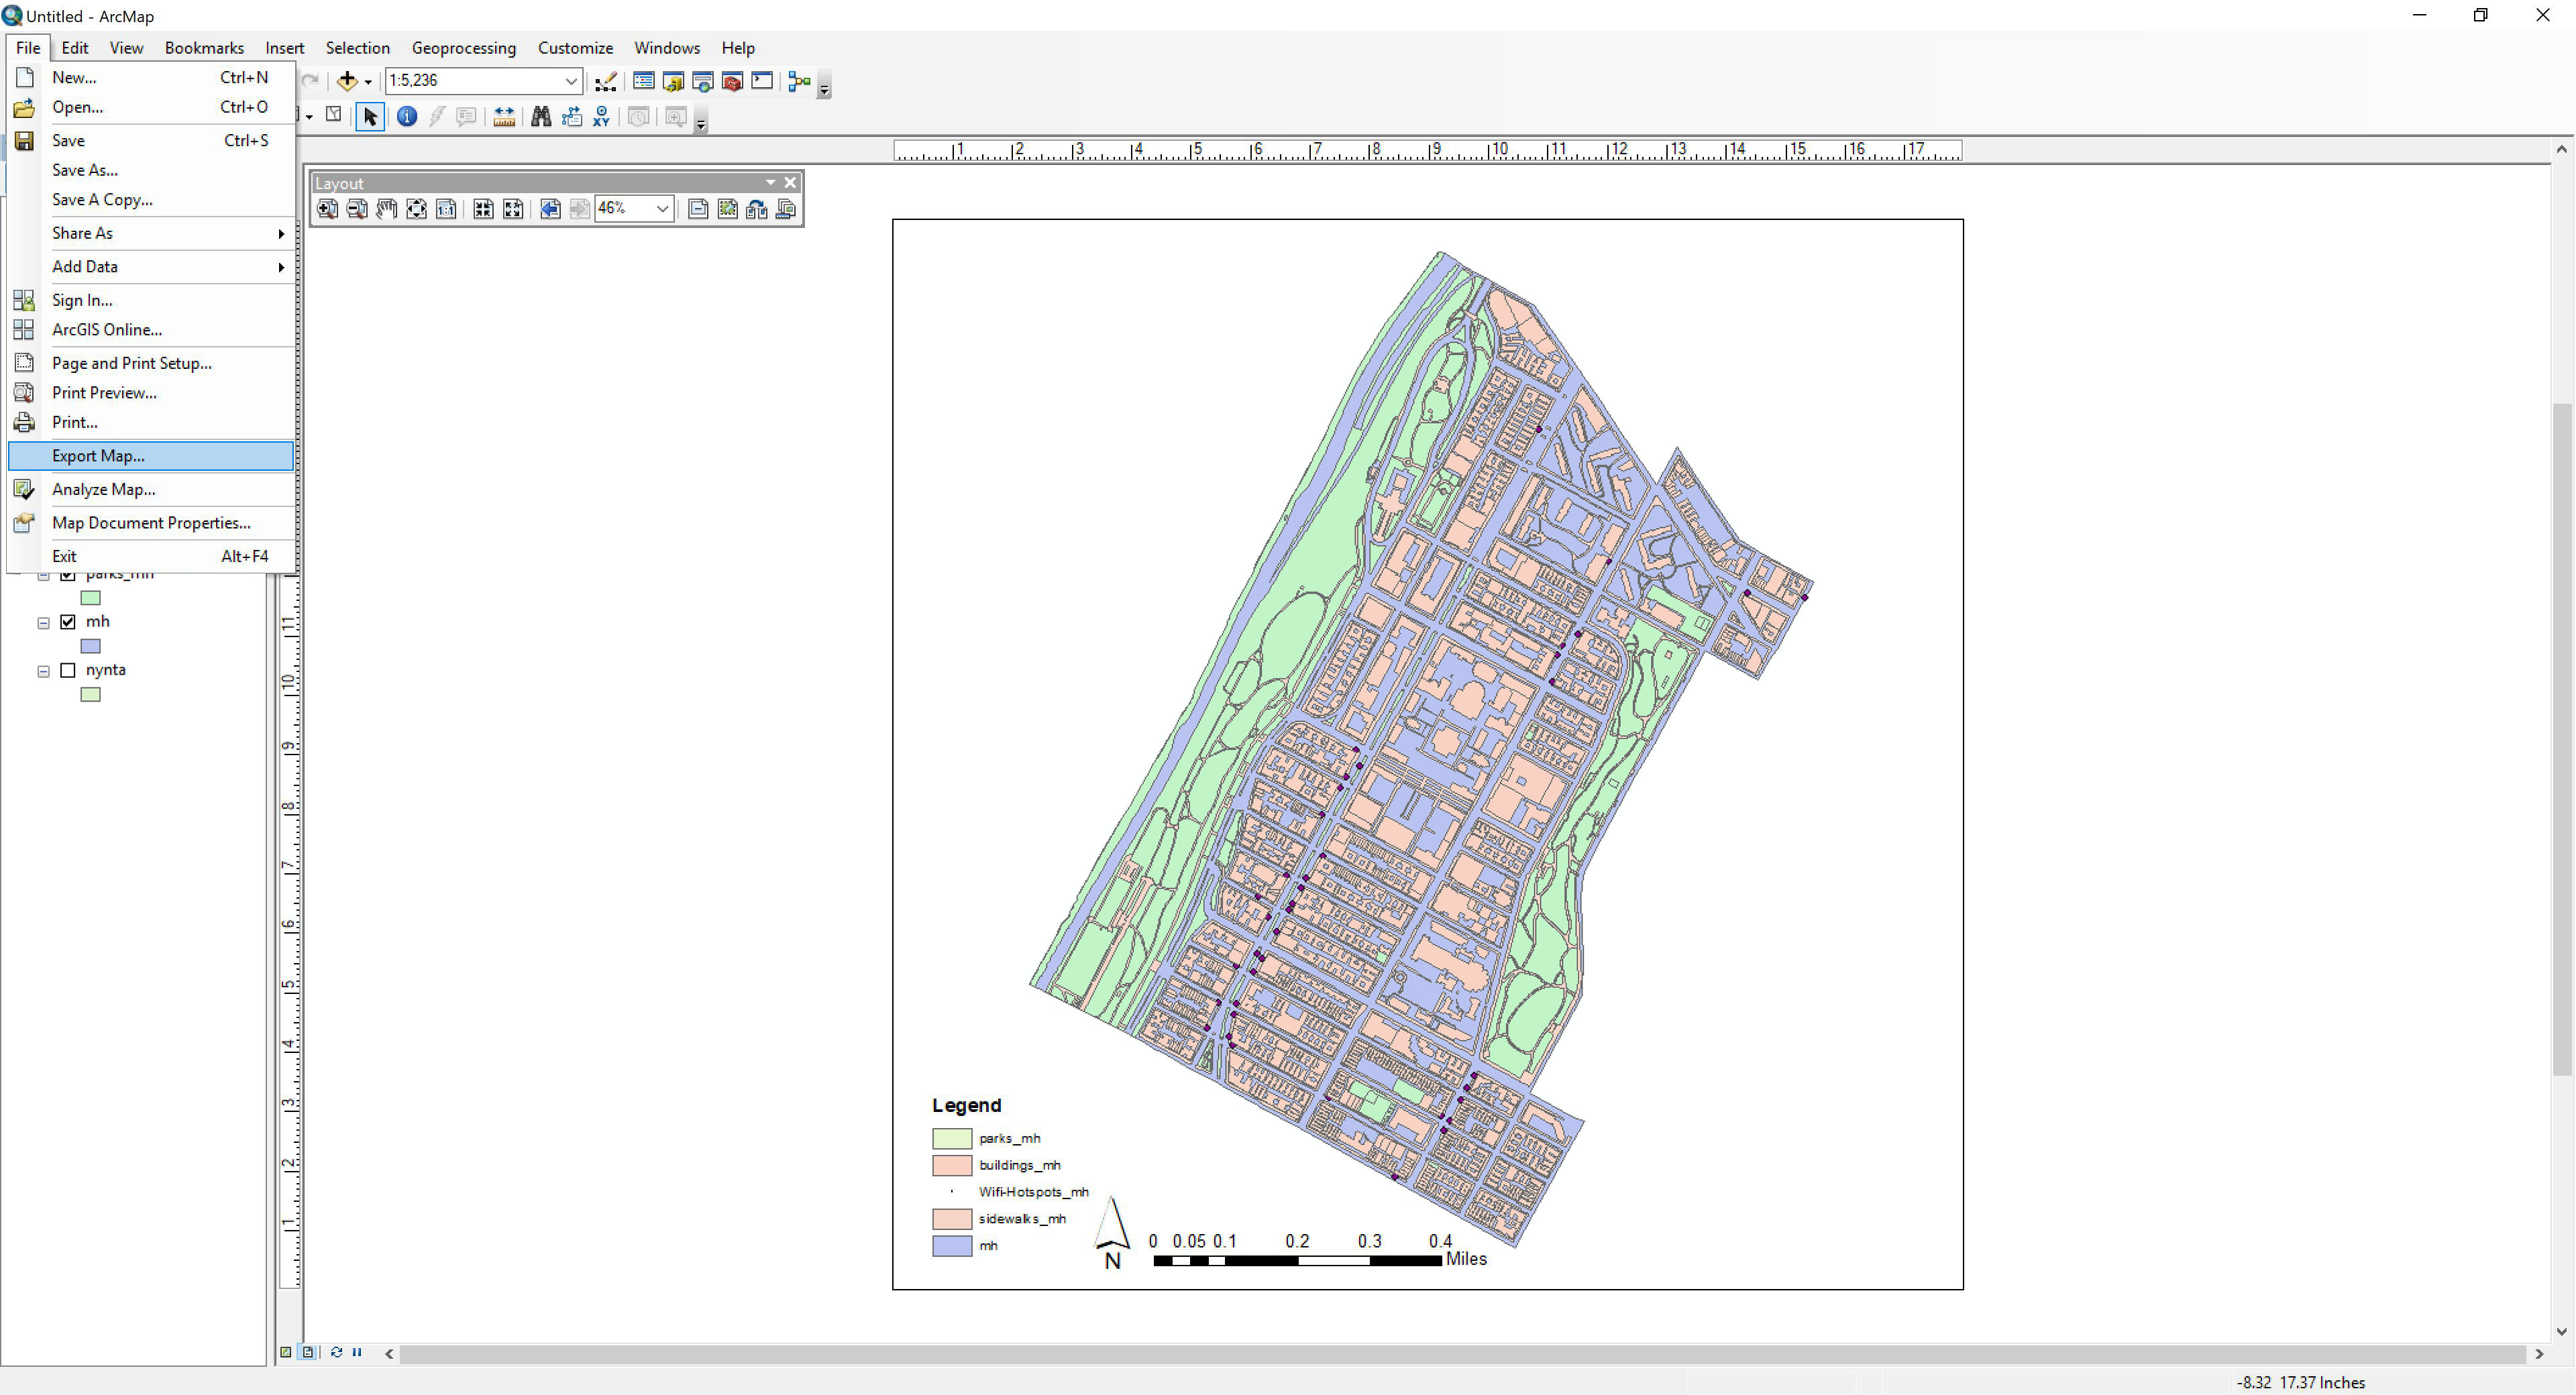 Untitled - ArcMap
File Edit View Bookmarks Insert Selection Geoprocessing Customize Windows Help
New... Ctrl+N
Open... Ctrl+O
Save Ctrl+S
Save As...
Save A Copy...
Share As
Add Data
Sign In...
ArcGIS Online...
Page and Print Setup...
Print Preview...
Print...
Export Map...
Analyze Map...
Map Document Properties...
Exit Alt+F4
parks_mh
mh
nynta
1:5,236
XY
1 2 3 4 5 6 7 8 9 10 11 12 13 14 15 16 17
Layout
1:1
46%
11
10
9
8
7
6
5
4
3
2
1
Legend
parks_mh
buildings_mh
Wifi-Hotspots_mh
sidewalks_mh
mh
N
0 0.05 0.1 0.2 0.3 0.4
Miles
-8.32 17.37 Inches